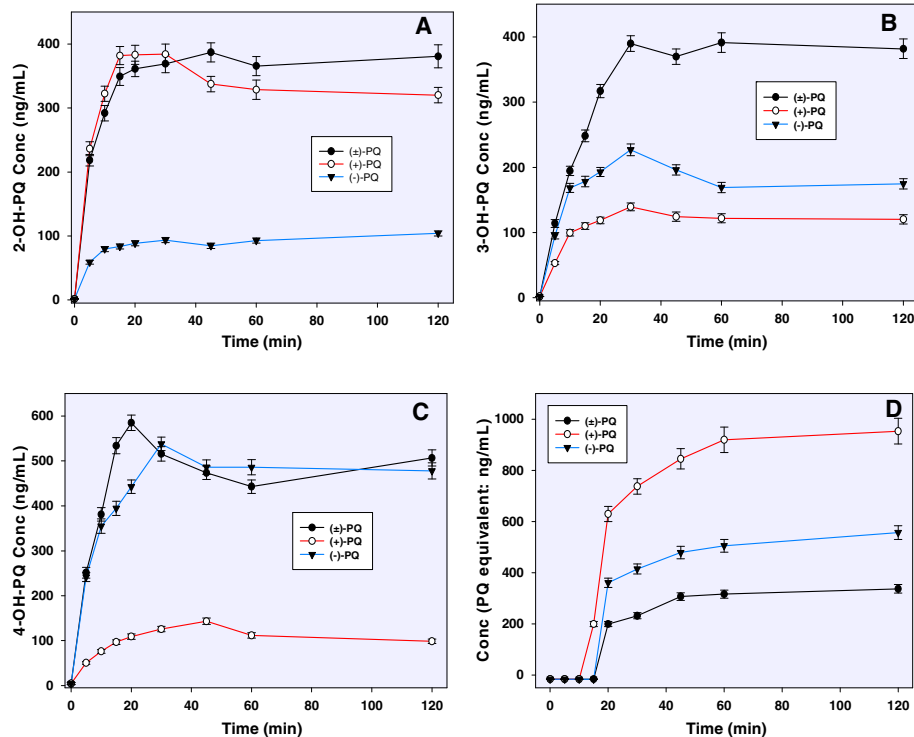 A
2-OH-PQ Conc (ng/mL)
400
300
200
100
0
(±)-PQ
(+)-PQ
(-)-PQ
0 20 40 60 80 100 120
Time (min)
B
3-OH-PQ Conc (ng/mL)
400
300
200
100
0
(±)-PQ
(+)-PQ
(-)-PQ
0 20 40 60 80 100 120
Time (min)
C
4-OH-PQ Conc (ng/mL)
600
500
400
300
200
100
0
(±)-PQ
(+)-PQ
(-)-PQ
0 20 40 60 80 100 120
Time (min)
D
Conc (PQ equivalent: ng/mL)
1000
800
600
400
200
0
(±)-PQ
(+)-PQ
(-)-PQ
0 20 40 60 80 100 120
Time (min)